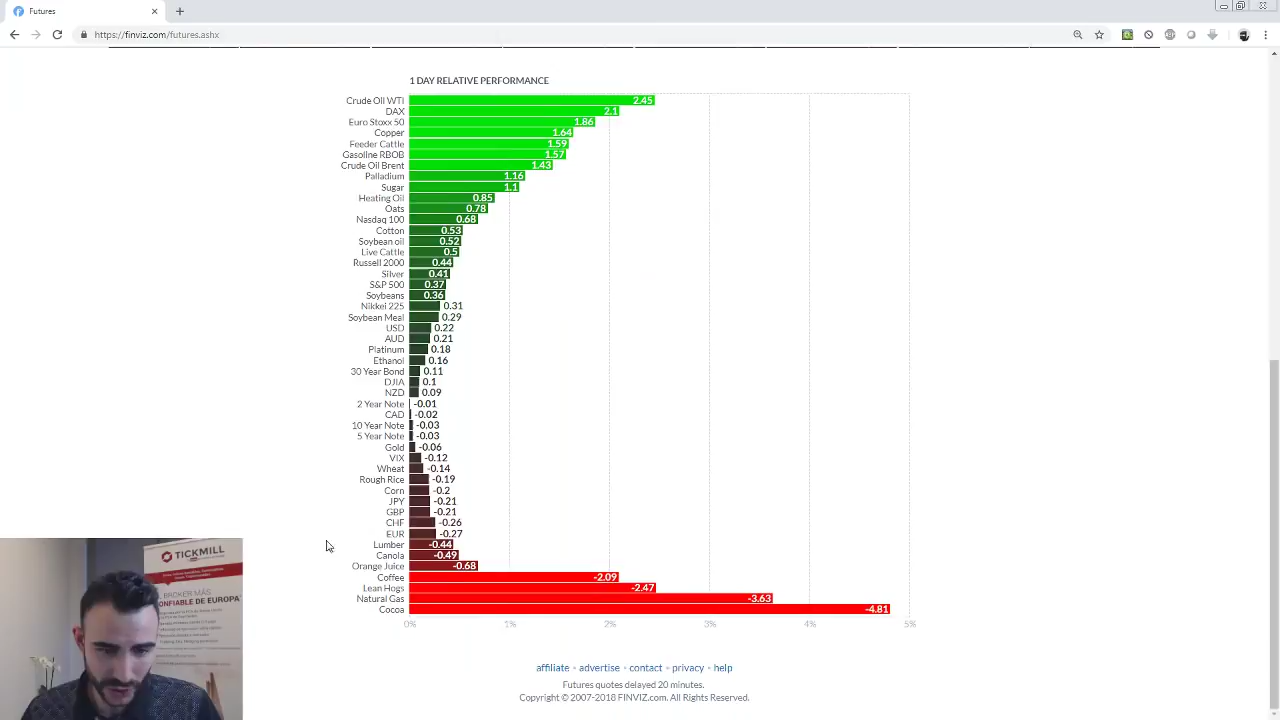 Futures
https://finviz.com/futures.ashx
1 DAY RELATIVE PERFORMANCE
Crude Oil WTI 2.45
DAX 2.1
Euro Stoxx 50 1.86
Copper 1.64
Feeder Cattle 1.59
Gasoline RBOB 1.57
Crude Oil Brent 1.43
Palladium 1.16
Sugar 1.1
Heating Oil 0.85
Oats 0.78
Nasdaq 100 0.68
Cotton 0.53
Soybean oil 0.52
Live Cattle 0.5
Russell 2000 0.44
Silver 0.41
S&P 500 0.37
Soybeans 0.36
Nikkei 225 0.31
Soybean Meal 0.29
USD 0.22
AUD 0.21
Platinum 0.18
Ethanol 0.16
30 Year Bond 0.11
DJIA 0.1
NZD 0.09
2 Year Note -0.01
CAD -0.02
10 Year Note -0.03
5 Year Note -0.03
Gold -0.06
VIX -0.12
Wheat -0.14
Rough Rice -0.19
Corn -0.2
JPY -0.21
GBP -0.21
CHF -0.26
EUR -0.27
Lumber -0.44
Canola -0.49
Orange Juice -0.68
Coffee -2.09
Lean Hogs -2.47
Natural Gas -3.63
Cocoa -4.81
0% 1% 2% 3% 4% 5%
affiliate • advertise • contact • privacy • help
Futures quotes delayed 20 minutes.
Copyright © 2007-2018 FINVIZ.com. All Rights Reserved.
TICKMILL
BROKER MÁS
ONFIABLE DE EUROPA